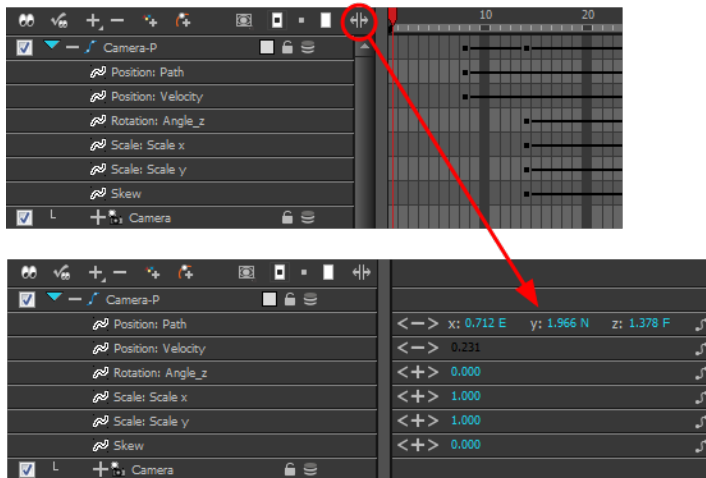 10 20
Camera-P
Position: Path
Position: Velocity
Rotation: Angle_z
Scale: Scale x
Scale: Scale y
Skew
Camera
Camera-P
Position: Path x: 0.712 E y: 1.966 N z: 1.378 F
Position: Velocity 0.231
Rotation: Angle_z 0.000
Scale: Scale x 1.000
Scale: Scale y 1.000
Skew 0.000
Camera